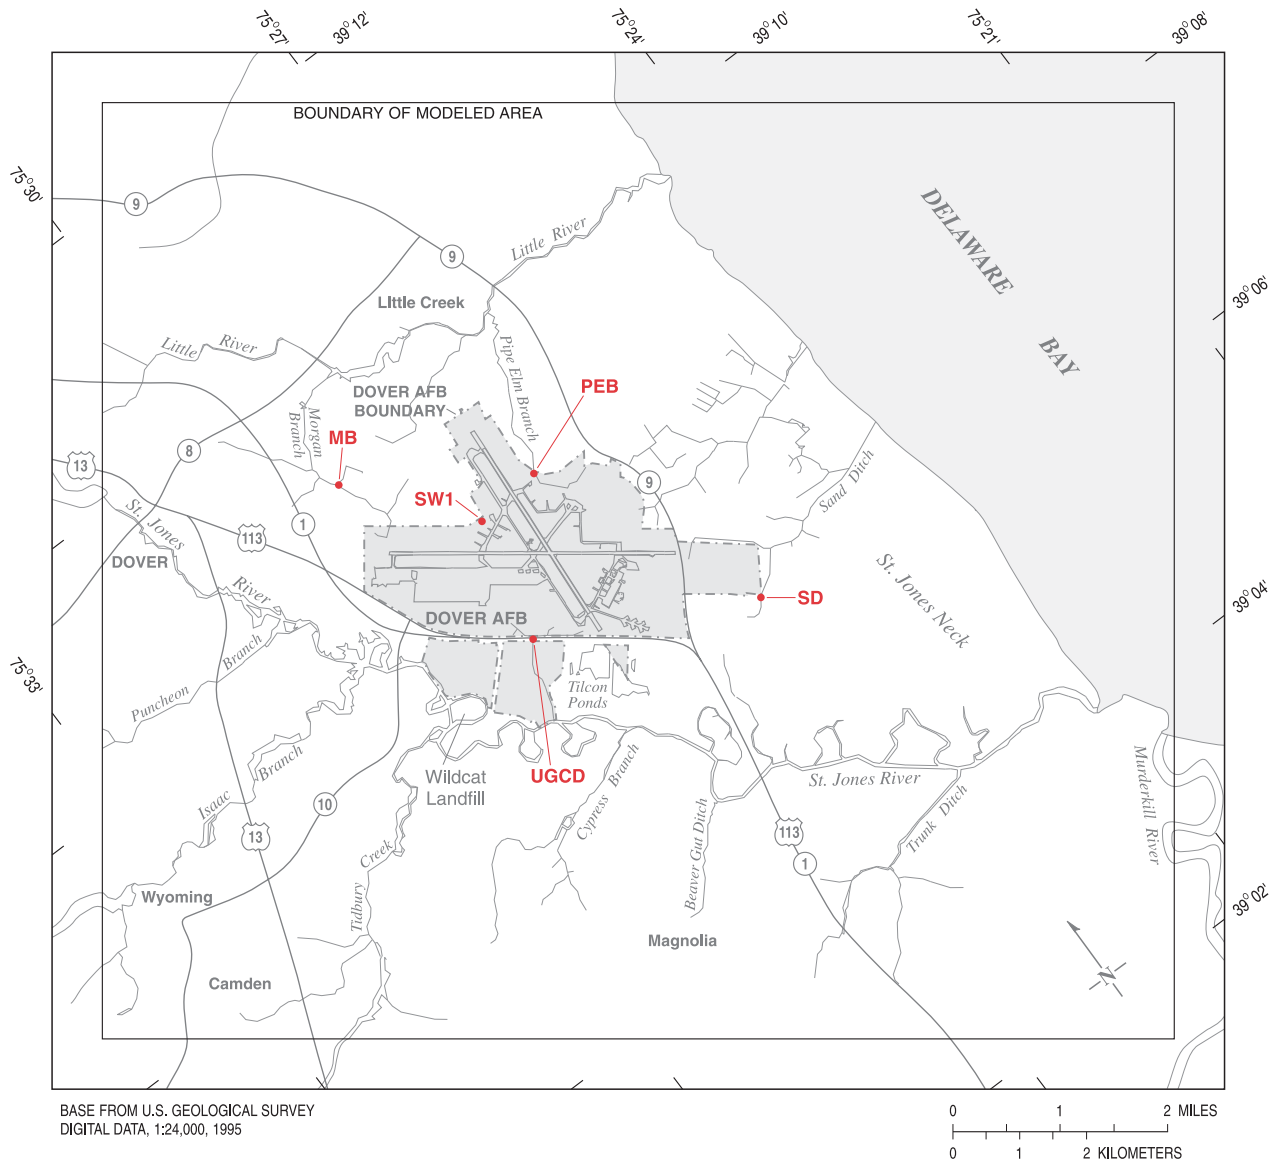 75°27'
39°12'
75°24'
39°10'
75°21'
39°08'
BOUNDARY OF MODELED AREA
75°30'
9
DELAWARE
BAY
Little River
9
39°06'
LIttle Creek
Little River
Pipe Elm Branch
DOVER AFB
BOUNDARY
PEB
Morgan
Branch
MB
8
13
9
Sand Ditch
SW1
St. Jones
River
1
113
DOVER
St. Jones Neck
SD
39°04'
DOVER AFB
Puncheon Branch
75°33'
Tilcon
Ponds
Wildcat
Landfill
UGCD
Isaac Branch
Cypress Branch
St. Jones River
Murderkill River
10
13
Beaver Gut Ditch
113
1
Trunk Ditch
Tidbury Creek
Wyoming
39°02'
Magnolia
Camden
N
BASE FROM U.S. GEOLOGICAL SURVEY
DIGITAL DATA, 1:24,000, 1995
0 1 2 MILES
0 1 2 KILOMETERS